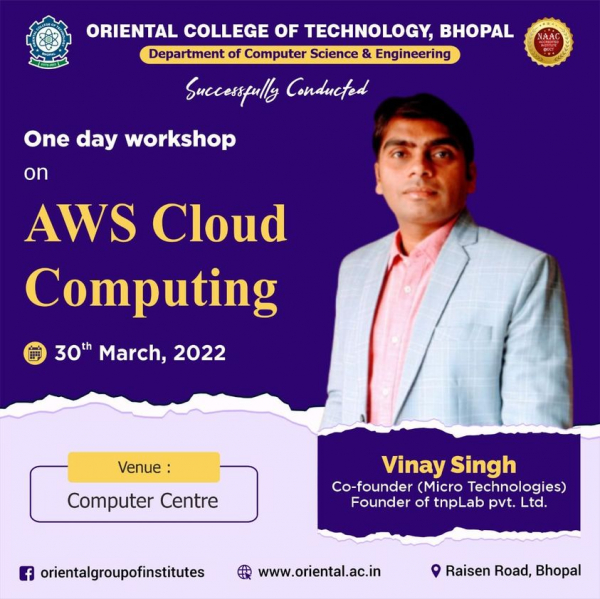 ORIENTAL COLLEGE OF TECHNOLOGY, BHOPAL
Department of Computer Science & Engineering
NAAC
Successfully Conducted
One day workshop
on
AWS Cloud
Computing
30th March, 2022
Venue :
Computer Centre
Vinay Singh
Co-founder (Micro Technologies)
Founder of tnpLab pvt. Ltd.
orientalgroupofinstitutes
www.oriental.ac.in
Raisen Road, Bhopal